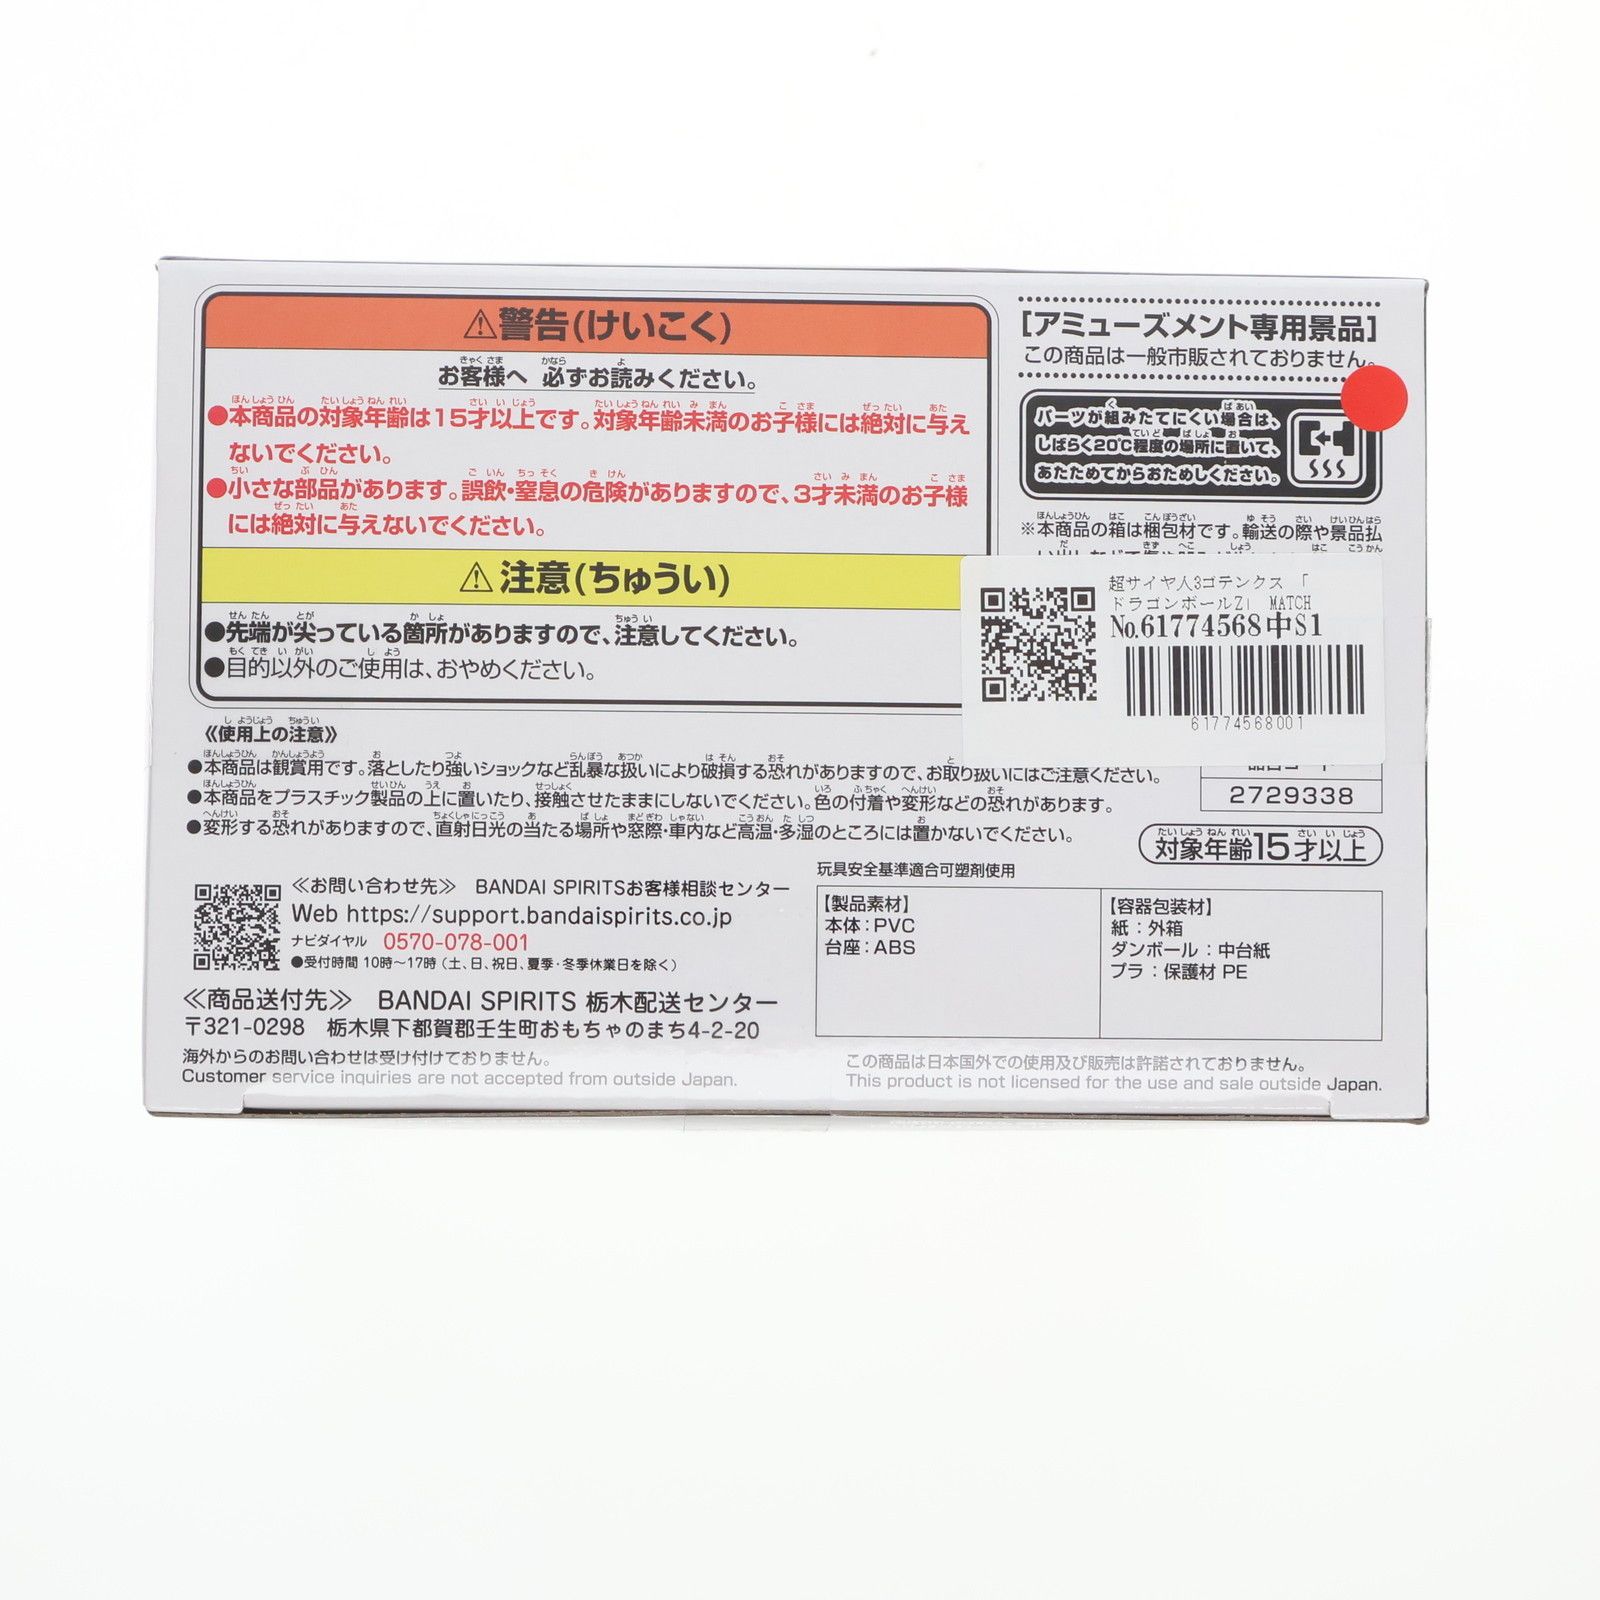 ⚠警告(けいこく)
お客様へ 必ずお読みください。
●本商品の対象年齢は15才以上です。対象年齢未満のお子様には絶対に与え
ないでください。
●小さな部品があります。誤飲・窒息の危険がありますので、3才未満のお子様
には絶対に与えないでください。
⚠注意(ちゅうい)
●先端が尖っている箇所がありますので、注意してください。
●目的以外のご使用は、おやめください。
[アミューズメント専用景品]
この商品は一般市販されておりません。
パーツが組みたてにくい場合は、
しばらく20℃程度の場所に置いて、
あたためてからおためしください。
※本商品の箱は梱包材です。輸送の際や景品払
超サイヤ人3ゴテンクス 「
ドラゴンボールZ」 MATCH
No.61774568中S1
61774568001
《使用上の注意》
●本商品は観賞用です。落としたり強いショックなど乱暴な扱いにより破損する恐れがありますので、お取り扱いにはご注意ください。
●本商品をプラスチック製品の上に置いたり、接触させたままにしないでください。色の付着や変形などの恐れがあります。
●変形する恐れがありますので、直射日光の当たる場所や窓際・車内など高温・多湿のところには置かないでください。
2729338
対象年齢15才以上
≪お問い合わせ先≫ BANDAI SPIRITSお客様相談センター
Web https://support.bandaispirits.co.jp
ナビダイヤル 0570-078-001
●受付時間 10時〜17時(土、日、祝日、夏季・冬季休業日を除く)
≪商品送付先≫ BANDAI SPIRITS 栃木配送センター
〒321-0298 栃木県下都賀郡壬生町おもちゃのまち4-2-20
海外からのお問い合わせは受け付けておりません。
Customer service inquiries are not accepted from outside Japan.
玩具安全基準適合可塑剤使用
【製品素材】
本体:PVC
台座:ABS
【容器包装材】
紙:外箱
ダンボール:中台紙
プラ:保護材 PE
この商品は日本国外での使用及び販売は許諾されておりません。
This product is not licensed for the use and sale outside Japan.